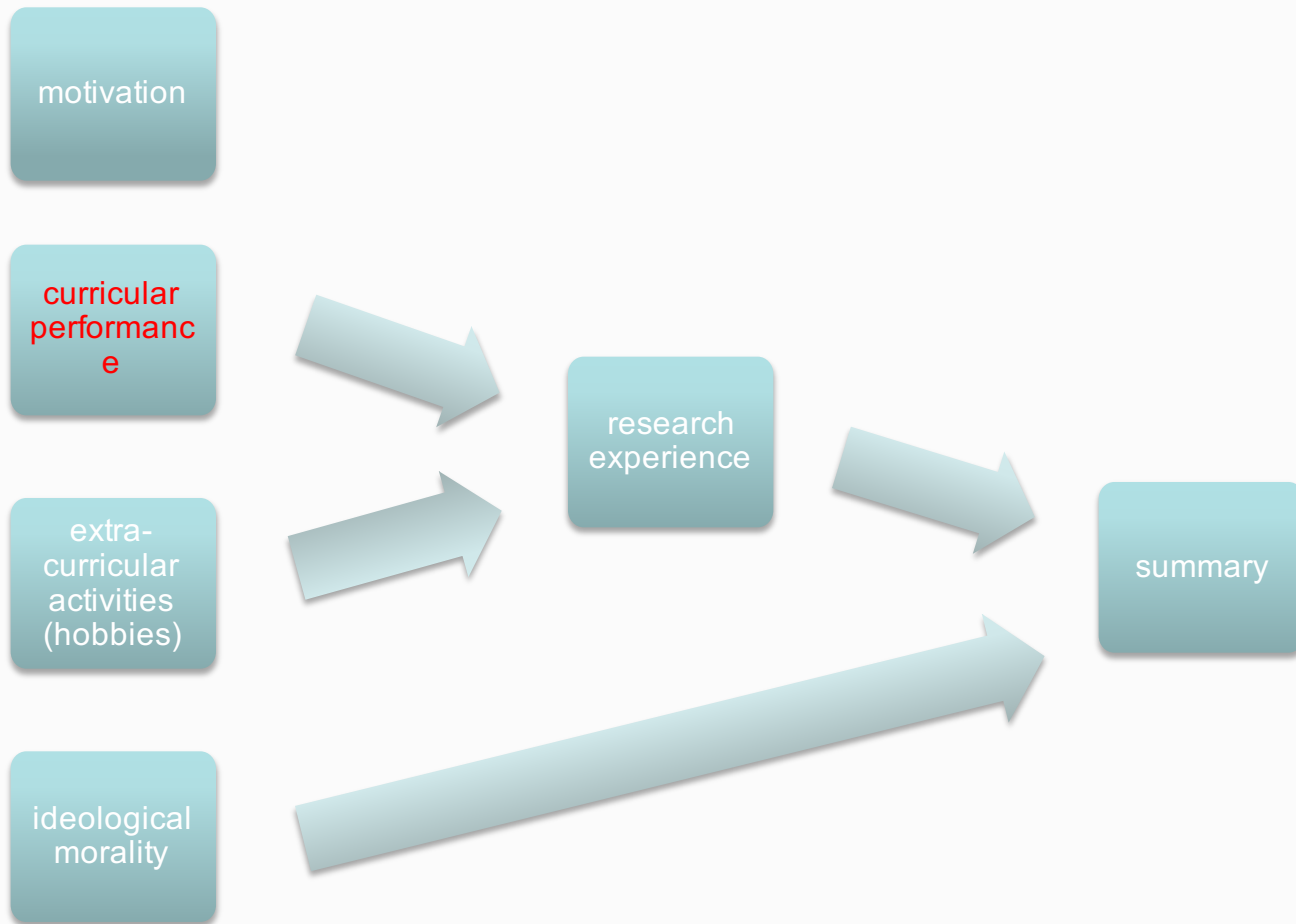 motivation
curricular
performanc
e
extra-
curricular
activities
(hobbies)
ideological
morality
research
experience
summary